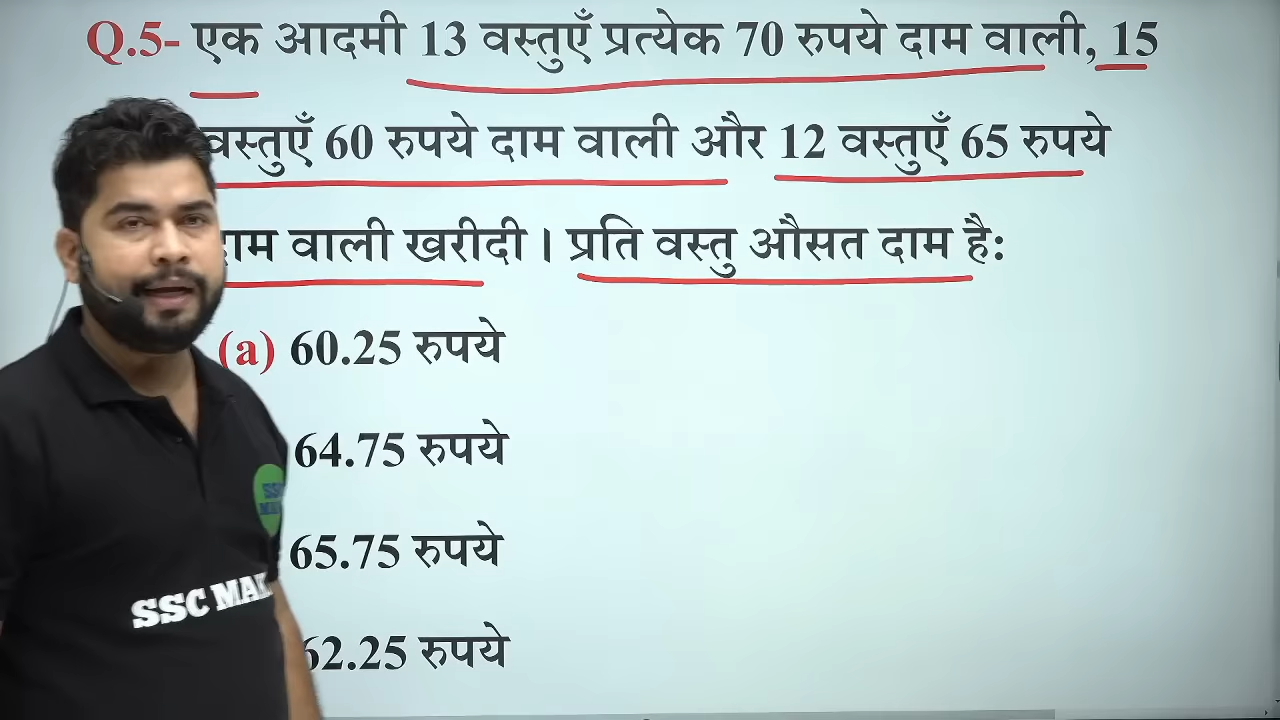 Q.5- एक आदमी 13 वस्तुएँ प्रत्येक 70 रुपये दाम वाली, 15
वस्तुएँ 60 रुपये दाम वाली और 12 वस्तुएँ 65 रुपये
दाम वाली खरीदी । प्रति वस्तु औसत दाम है:
(a) 60.25 रुपये
64.75 रुपये
65.75 रुपये
62.25 रुपये
SSC
SSC